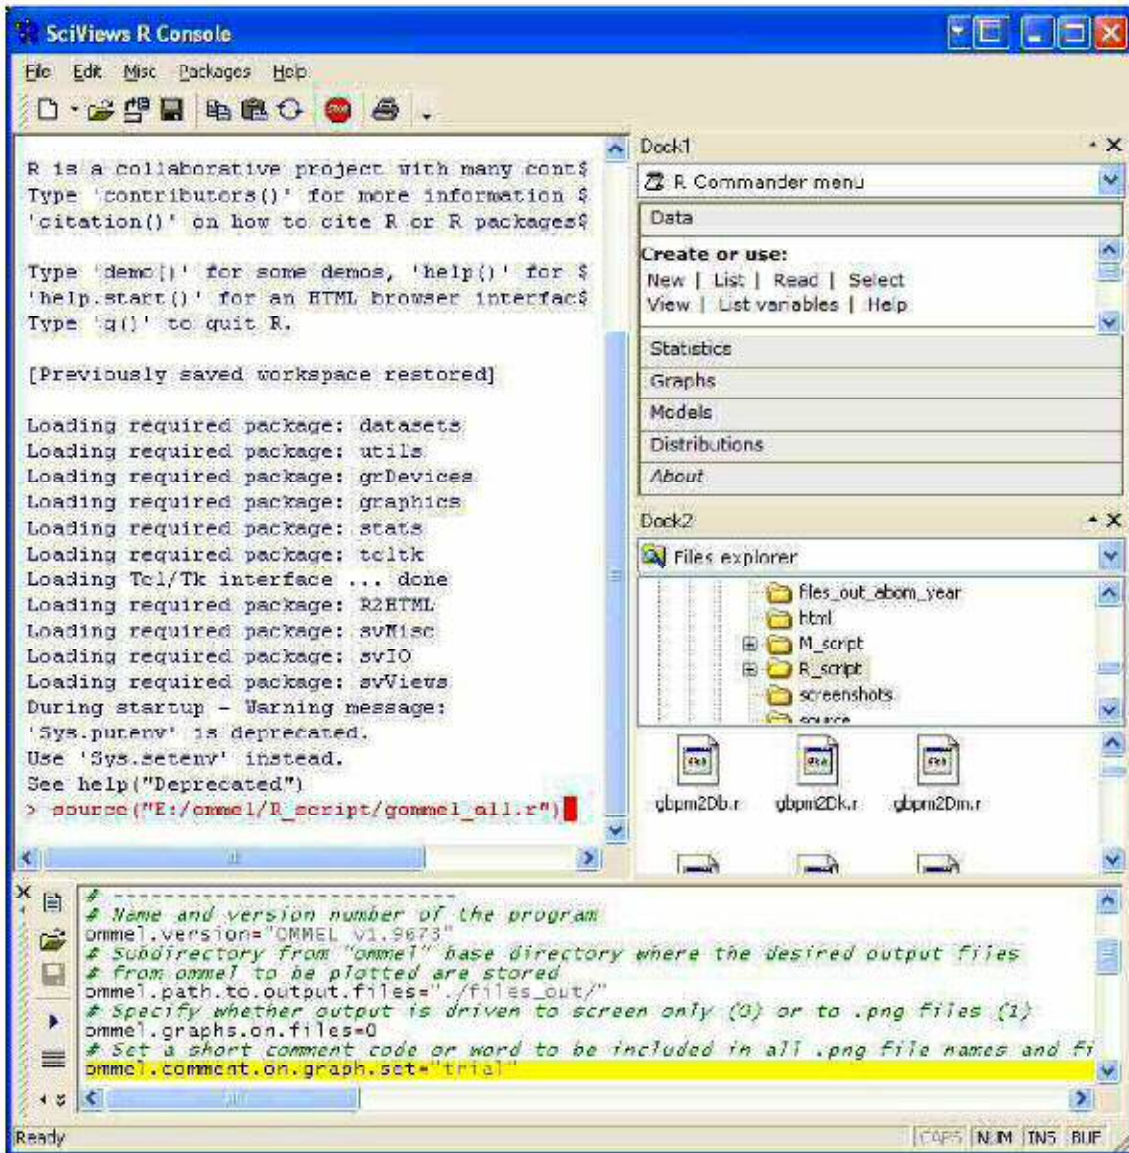 SciViews R Console
File Edit Misc Packages Help
STOP
R is a collaborative project with many cont$
Type 'contributors()' for more information $
'citation()' on how to cite R or R packages$
Type 'demo()' for some demos, 'help()' for $
'help.start()' for an HTML browser interfac$
Type 'q()' to quit R.
[Previously saved workspace restored]
Loading required package: datasets
Loading required package: utils
Loading required package: grDevices
Loading required package: graphics
Loading required package: stats
Loading required package: tcltk
Loading Tcl/Tk interface ... done
Loading required package: R2HTML
Loading required package: svMisc
Loading required package: svIO
Loading required package: svViews
During startup - Warning message:
'Sys.putenv' is deprecated.
Use 'Sys.setenv' instead.
See help("Deprecated")
> source("E:/ommel/R_script/gommel_all.r")
Dock1
R Commander menu
Data
Create or use:
New | List | Read | Select
View | List variables | Help
Statistics
Graphs
Models
Distributions
About
Dock2
Files explorer
files_out_abom_year
html
M_script
R_script
screenshots
source
gbpm2Db.r gbpm2Dk.r gbpm2Dm.r
# ---------------------------
# Name and version number of the program
ommel.version="OMMEL v1.9673"
# Subdirectory from "ommel" base directory where the desired output files
# from ommel to be plotted are stored
ommel.path.to.output.files="./files_out/"
# Specify whether output is driven to screen only (0) or to .png files (1)
ommel.graphs.on.files=0
# Set a short comment code or word to be included in all .png file names and fi
ommel.comment.on.graph.set="trial"
Ready
CAPS NUM INS BUF